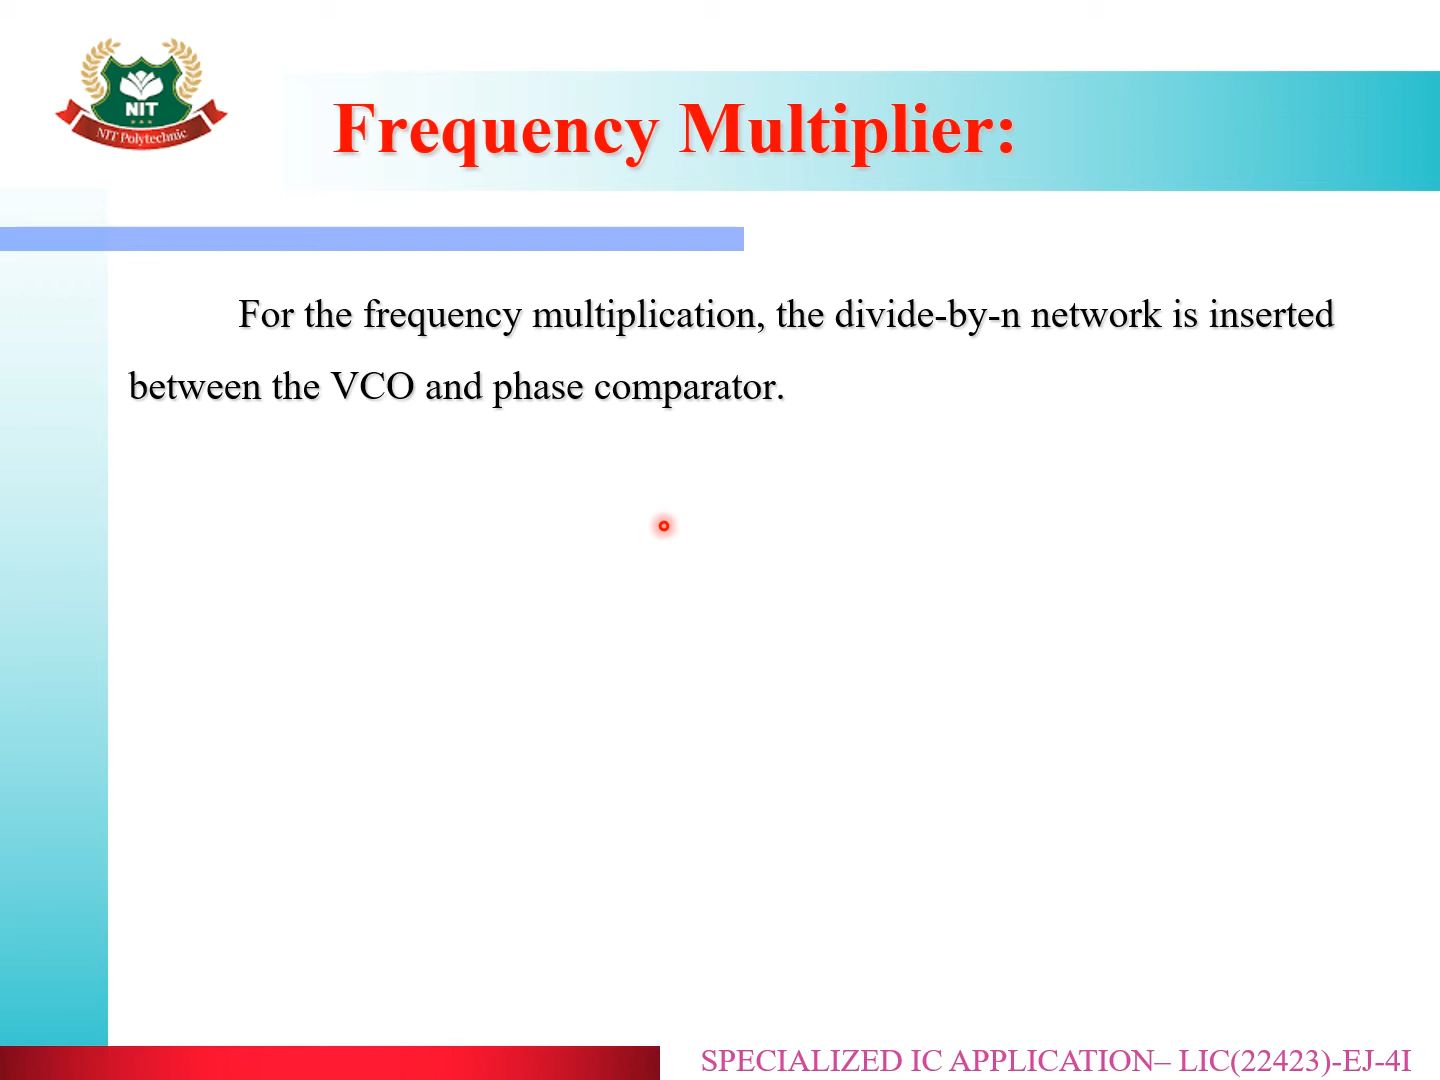 NIT
NIT Polytechnic
Frequency Multiplier:
For the frequency multiplication, the divide-by-n network is inserted
between the VCO and phase comparator.
SPECIALIZED IC APPLICATION– LIC(22423)-EJ-4I